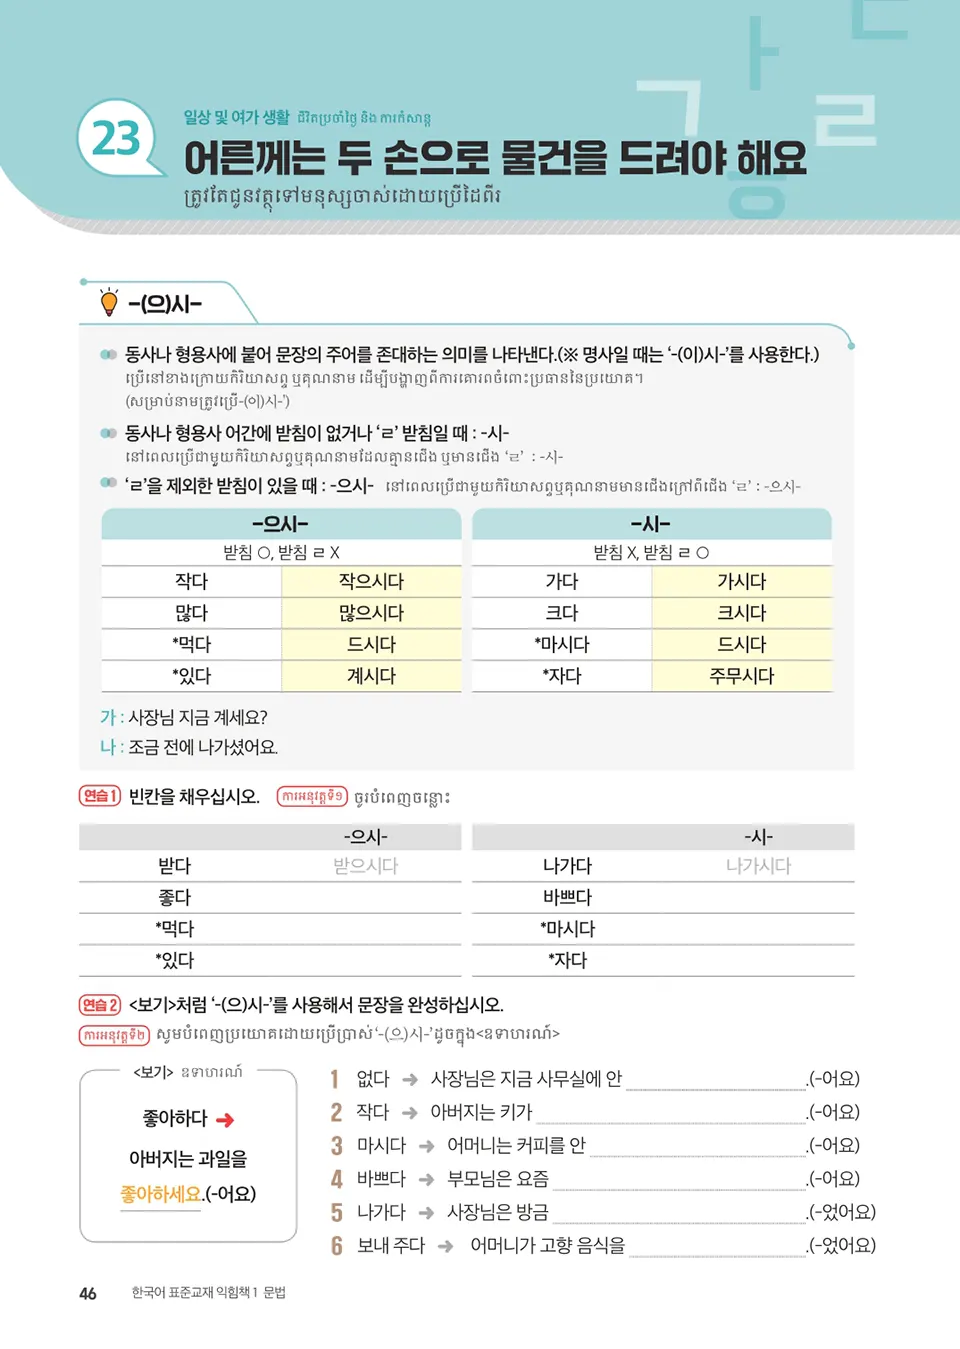 23
일상 및 여가 생활 ជីវិតប្រចាំថ្ងៃ និង ការកំសាន្ត
어른께는 두 손으로 물건을 드려야 해요
ត្រូវតែជូនវត្ថុទៅមនុស្សចាស់ដោយប្រើដៃពីរ
ㄱ ㅏ ㄷ ㄹ ㅎ
-(으)시-
동사나 형용사에 붙어 문장의 주어를 존대하는 의미를 나타낸다.(※ 명사일 때는 ‘-(이)시-’를 사용한다.)
ប្រើនៅខាងក្រោយកិរិយាសព្ទ ឬគុណនាម ដើម្បីបង្ហាញពីការគោរពចំពោះប្រធាននៃប្រយោគ។
(សម្រាប់នាមត្រូវប្រើ-(이)시-’)
동사나 형용사 어간에 받침이 없거나 ‘ㄹ’ 받침일 때 : -시-
នៅពេលប្រើជាមួយកិរិយាសព្ទឬគុណនាមដែលគ្មានជើង ឬមានជើង ‘ㄹ’ : -시-
‘ㄹ’을 제외한 받침이 있을 때 : -으시- នៅពេលប្រើជាមួយកិរិយាសព្ទឬគុណនាមមានជើងក្រៅពីជើង ‘ㄹ’ : -으시-
-으시- -시-
받침 ○, 받침 ㄹ X 받침 X, 받침 ㄹ ○
작다 작으시다 가다 가시다
많다 많으시다 크다 크시다
*먹다 드시다 *마시다 드시다
*있다 계시다 *자다 주무시다
가 : 사장님 지금 계세요?
나 : 조금 전에 나가셨어요.
연습 1 빈칸을 채우십시오. ការអនុវត្តទី១ ចូរបំពេញចន្លោះ
-으시- -시-
받다 받으시다 나가다 나가시다
좋다 바쁘다
*먹다 *마시다
*있다 *자다
연습 2 <보기>처럼 ‘-(으)시-’를 사용해서 문장을 완성하십시오.
ការអនុវត្តទី២ សូមបំពេញប្រយោគដោយប្រើប្រាស់‘-(으)시-’ដូចក្នុង<ឧទាហរណ៍>
<보기> ឧទាហរណ៍
좋아하다 ➜
아버지는 과일을
좋아하세요.(-어요)
1 없다 ➜ 사장님은 지금 사무실에 안 .(-어요)
2 작다 ➜ 아버지는 키가 .(-어요)
3 마시다 ➜ 어머니는 커피를 안 .(-어요)
4 바쁘다 ➜ 부모님은 요즘 .(-어요)
5 나가다 ➜ 사장님은 방금 .(-었어요)
6 보내 주다 ➜ 어머니가 고향 음식을 .(-었어요)
46 한국어 표준교재 익힘책 1 문법